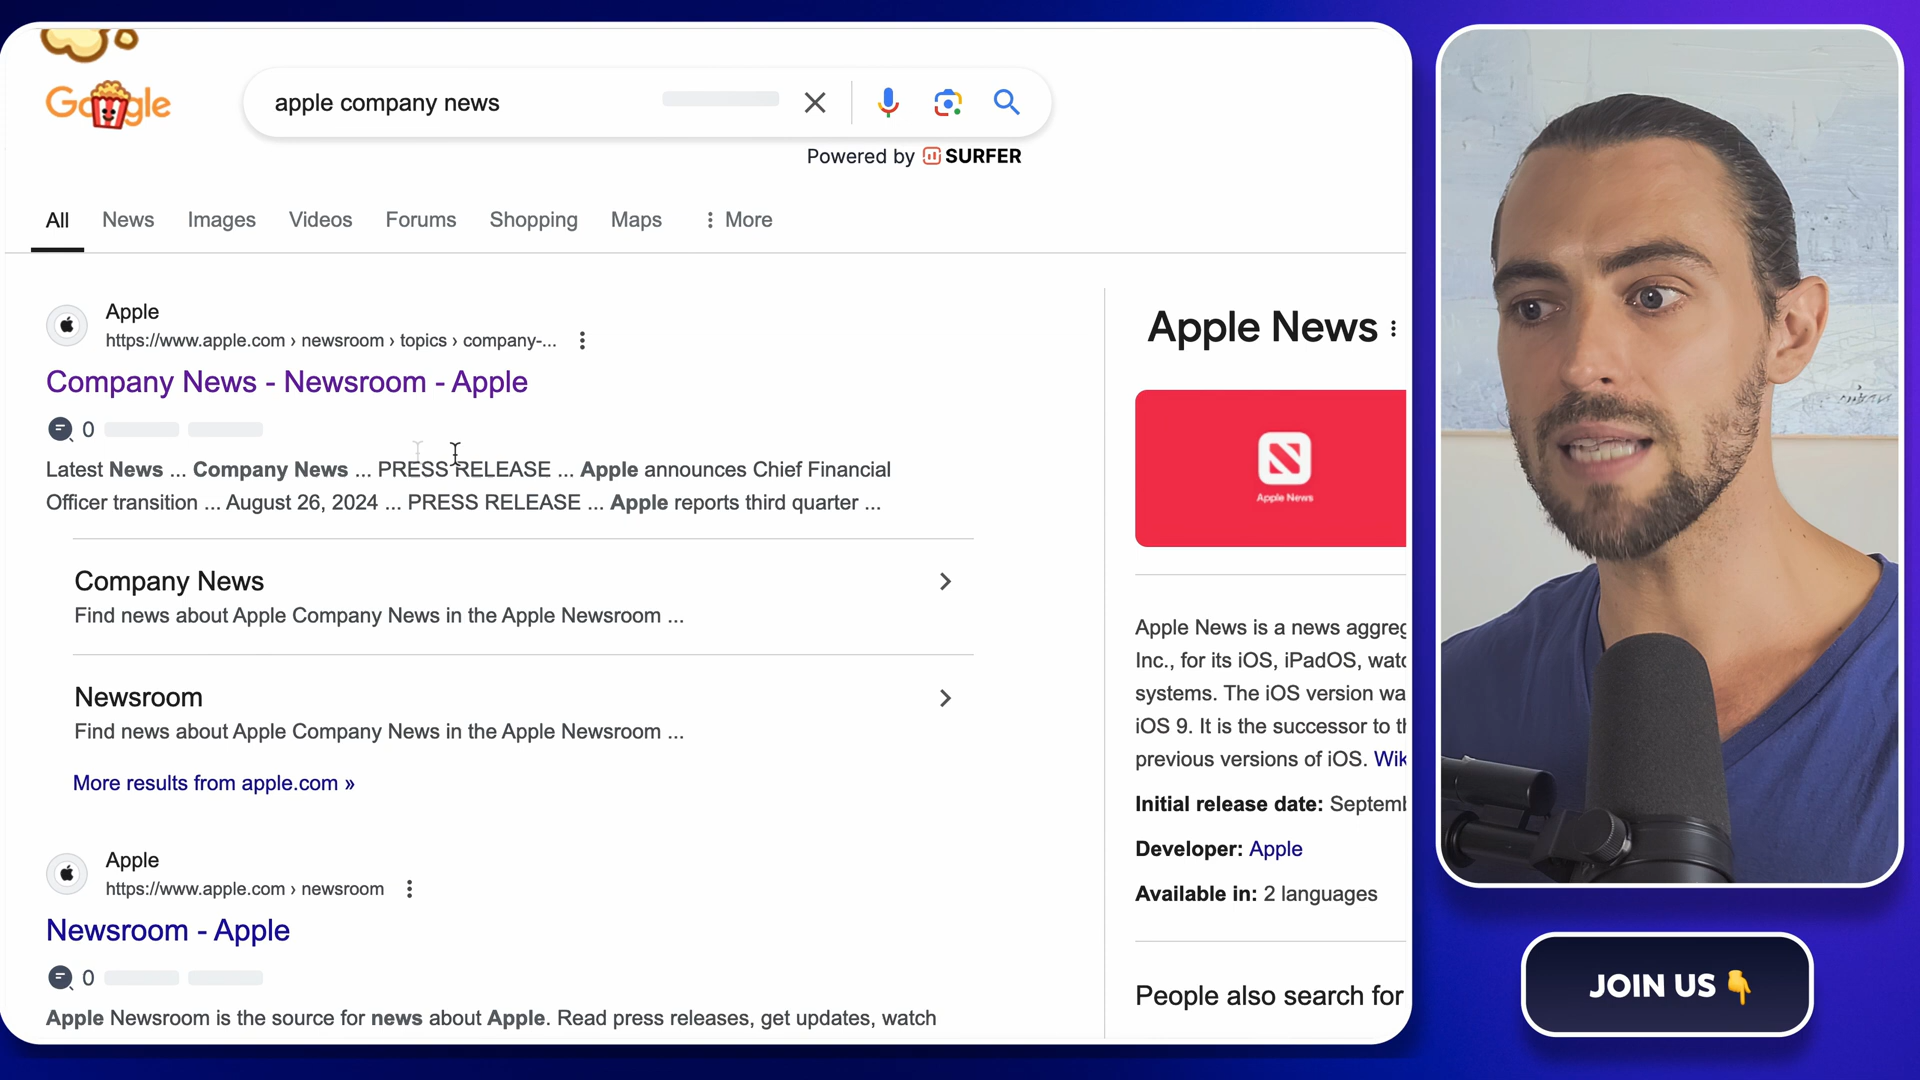 Google
apple company news
Powered by SURFER
All News Images Videos Forums Shopping Maps More
Apple
https://www.apple.com › newsroom › topics › company-...
Company News - Newsroom - Apple
0
Latest News ... Company News ... PRESS RELEASE ... Apple announces Chief Financial
Officer transition ... August 26, 2024 ... PRESS RELEASE ... Apple reports third quarter ...
Company News
Find news about Apple Company News in the Apple Newsroom ...
Newsroom
Find news about Apple Company News in the Apple Newsroom ...
More results from apple.com »
Apple
https://www.apple.com › newsroom
Newsroom - Apple
0
Apple Newsroom is the source for news about Apple. Read press releases, get updates, watch
Apple News
Apple News
Apple News is a news aggreg
Inc., for its iOS, iPadOS, watc
systems. The iOS version wa
iOS 9. It is the successor to th
previous versions of iOS. Wik
Initial release date: Septemb
Developer: Apple
Available in: 2 languages
People also search for
JOIN US 👇